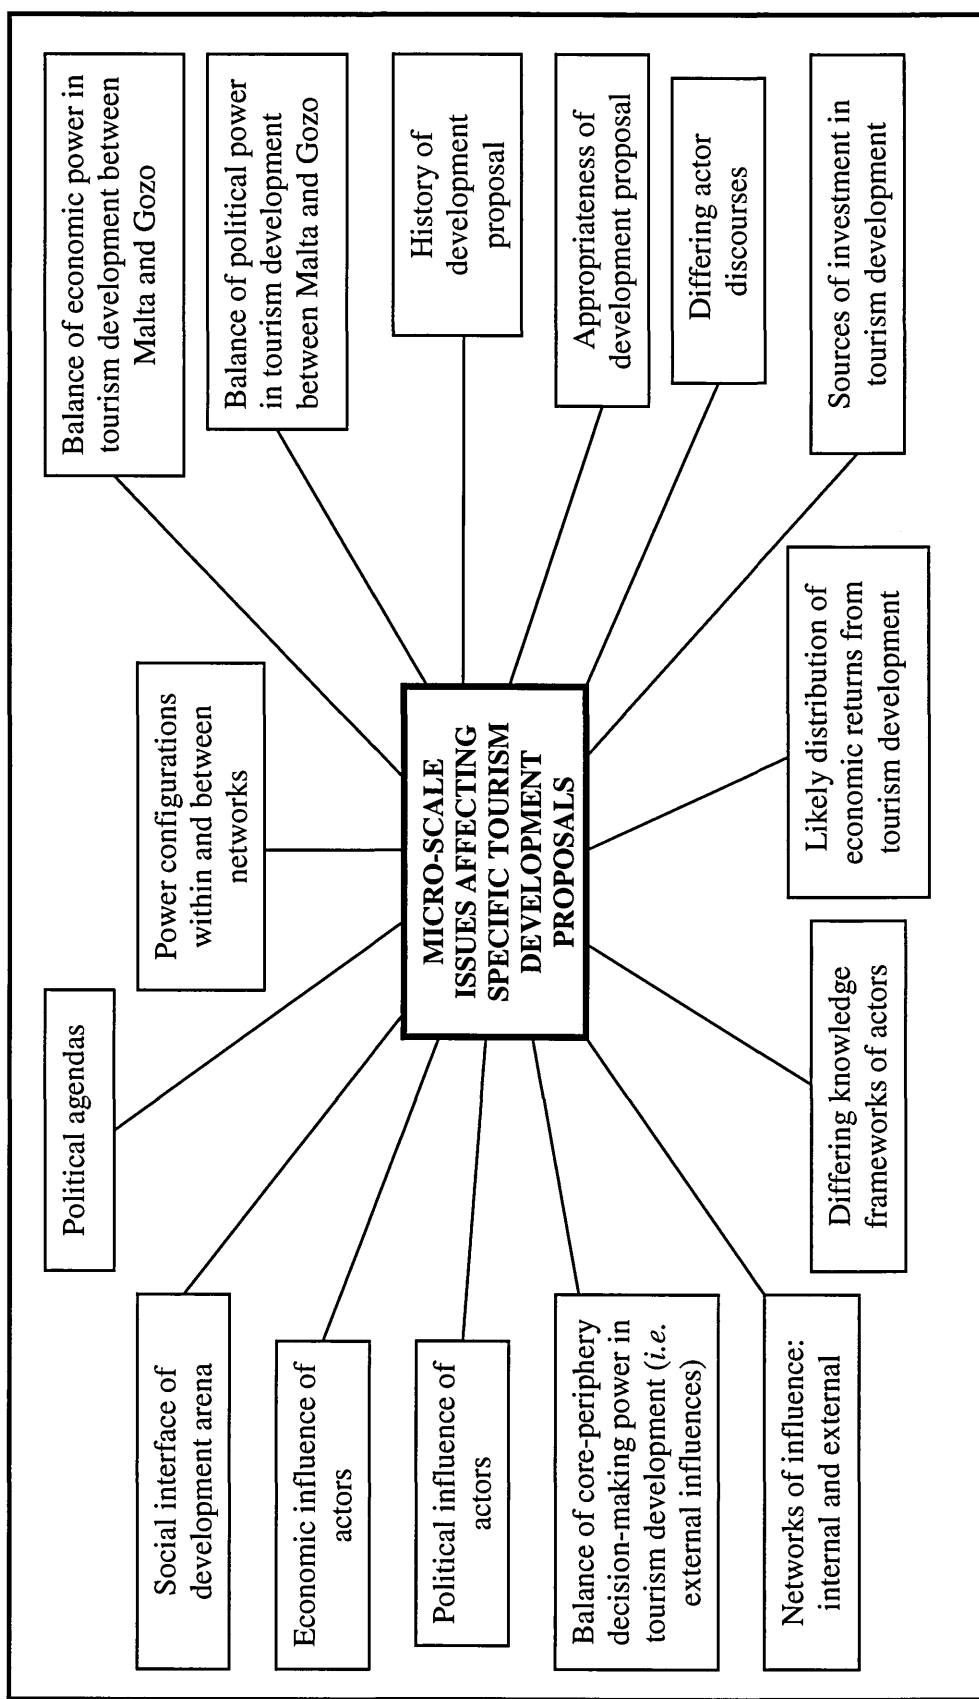 Political agendas
Power configurations
within and between
networks
Balance of economic power in
tourism development between
Malta and Gozo
Social interface of
development arena
Balance of political power
in tourism development
between Malta and Gozo
Economic influence of
actors
History of
development
proposal
Political influence of
actors
MICRO-SCALE
ISSUES AFFECTING
SPECIFIC TOURISM
DEVELOPMENT
PROPOSALS
Appropriateness of
development proposal
Balance of core-periphery
decision-making power in
tourism development (i.e.
external influences)
Differing actor
discourses
Networks of influence:
internal and external
Differing knowledge
frameworks of actors
Likely distribution of
economic returns from
tourism development
Sources of investment in
tourism development